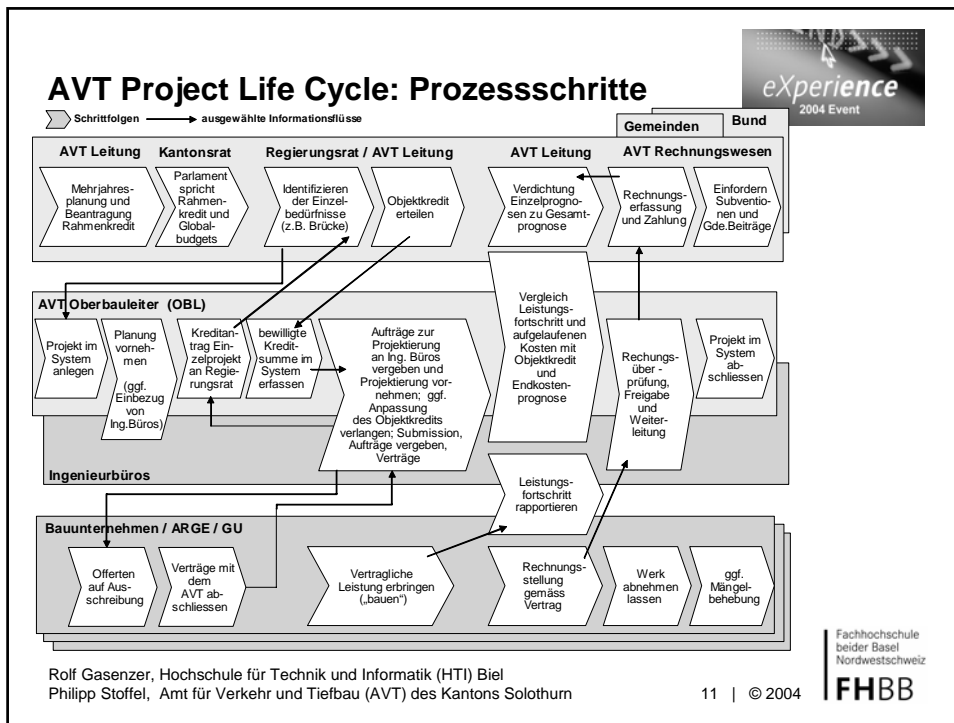 AVT Project Life Cycle: Prozessschritte
eXperience
2004 Event
Schrittfolgen
ausgewählte Informationsflüsse
Gemeinden
Bund
AVT Leitung
Kantonsrat
Regierungsrat / AVT Leitung
AVT Leitung
AVT Rechnungswesen
Mehrjahres-
planung und
Beantragung
Rahmenkredit
Parlament
spricht
Rahmen-
kredit und
Global-
budgets
Identifizieren
der Einzel-
bedürfnisse
(z.B. Brücke)
Objektkredit
erteilen
Verdichtung
Einzelprogno-
sen zu Gesamt-
prognose
Rechnungs-
erfassung
und Zahlung
Einfordern
Subventio-
nen und
Gde.Beiträge
AVT Oberbauleiter (OBL)
Projekt im
System
anlegen
Planung
vornehmen
(ggf.
Einbezug
von
Ing.Büros)
Kreditan-
trag Ein-
zelprojekt
an Regie-
rungsrat
bewilligte
Kredit-
summe im
System
erfassen
Aufträge zur
Projektierung
an Ing. Büros
vergeben und
Projektierung vor-
nehmen; ggf.
Anpassung
des Objektkredits
verlangen; Submission,
Aufträge vergeben,
Verträge
Vergleich
Leistungs-
fortschritt und
aufgelaufenen
Kosten mit
Objektkredit
und
Endkosten-
prognose
Rechungs-
über -
prüfung,
Freigabe
und
Weiter-
leitung
Projekt im
System
ab-
schliessen
Ingenieurbüros
Leistungs-
fortschritt
rapportieren
Bauunternehmen / ARGE / GU
Offerten
auf Aus-
schreibung
Verträge mit
dem
AVT ab-
schliessen
Vertragliche
Leistung erbringen
(„bauen“)
Rechnungs-
stellung
gemäss
Vertrag
Werk
abnehmen
lassen
ggf.
Mängel-
behebung
Rolf Gasenzer, Hochschule für Technik und Informatik (HTI) Biel
Philipp Stoffel, Amt für Verkehr und Tiefbau (AVT) des Kantons Solothurn
11 | © 2004
Fachhochschule
beider Basel
Nordwestschweiz
FHBB